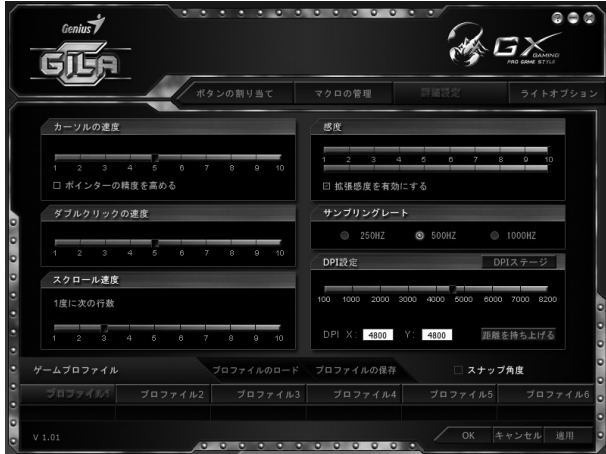 Genius
GILA
GX
GAMING
PRO GAME STYLE
ボタンの割り当て マクロの管理 詳細設定 ライトオプション
カーソルの速度
1 2 3 4 5 6 7 8 9 10
ポインターの精度を高める
ダブルクリックの速度
1 2 3 4 5 6 7 8 9 10
スクロール速度
1度に次の行数
1 2 3 4 5 6 7 8 9 10
感度
1 2 3 4 5 6 7 8 9 10
拡張感度を有効にする
サンプリングレート
250HZ 500HZ 1000HZ
DPI設定 DPIステージ
100 1000 2000 3000 4000 5000 6000 7000 8200
DPI X: 4800 Y: 4800 距離を持ち上げる
ゲームプロファイル プロファイルのロード プロファイルの保存 スナップ角度
プロファイル1 プロファイル2 プロファイル3 プロファイル4 プロファイル5 プロファイル6
V 1.01 OK キャンセル 適用